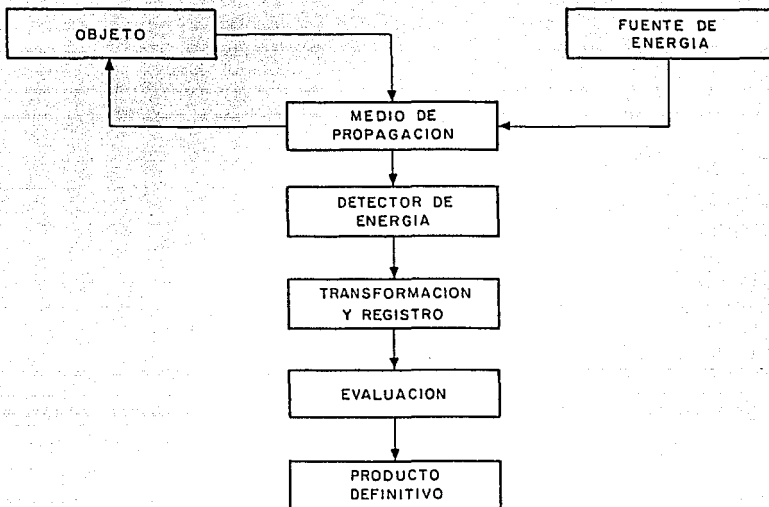 OBJETO
FUENTE DE
ENERGIA
MEDIO DE
PROPAGACION
DETECTOR DE
ENERGIA
TRANSFORMACION
Y REGISTRO
EVALUACION
PRODUCTO
DEFINITIVO